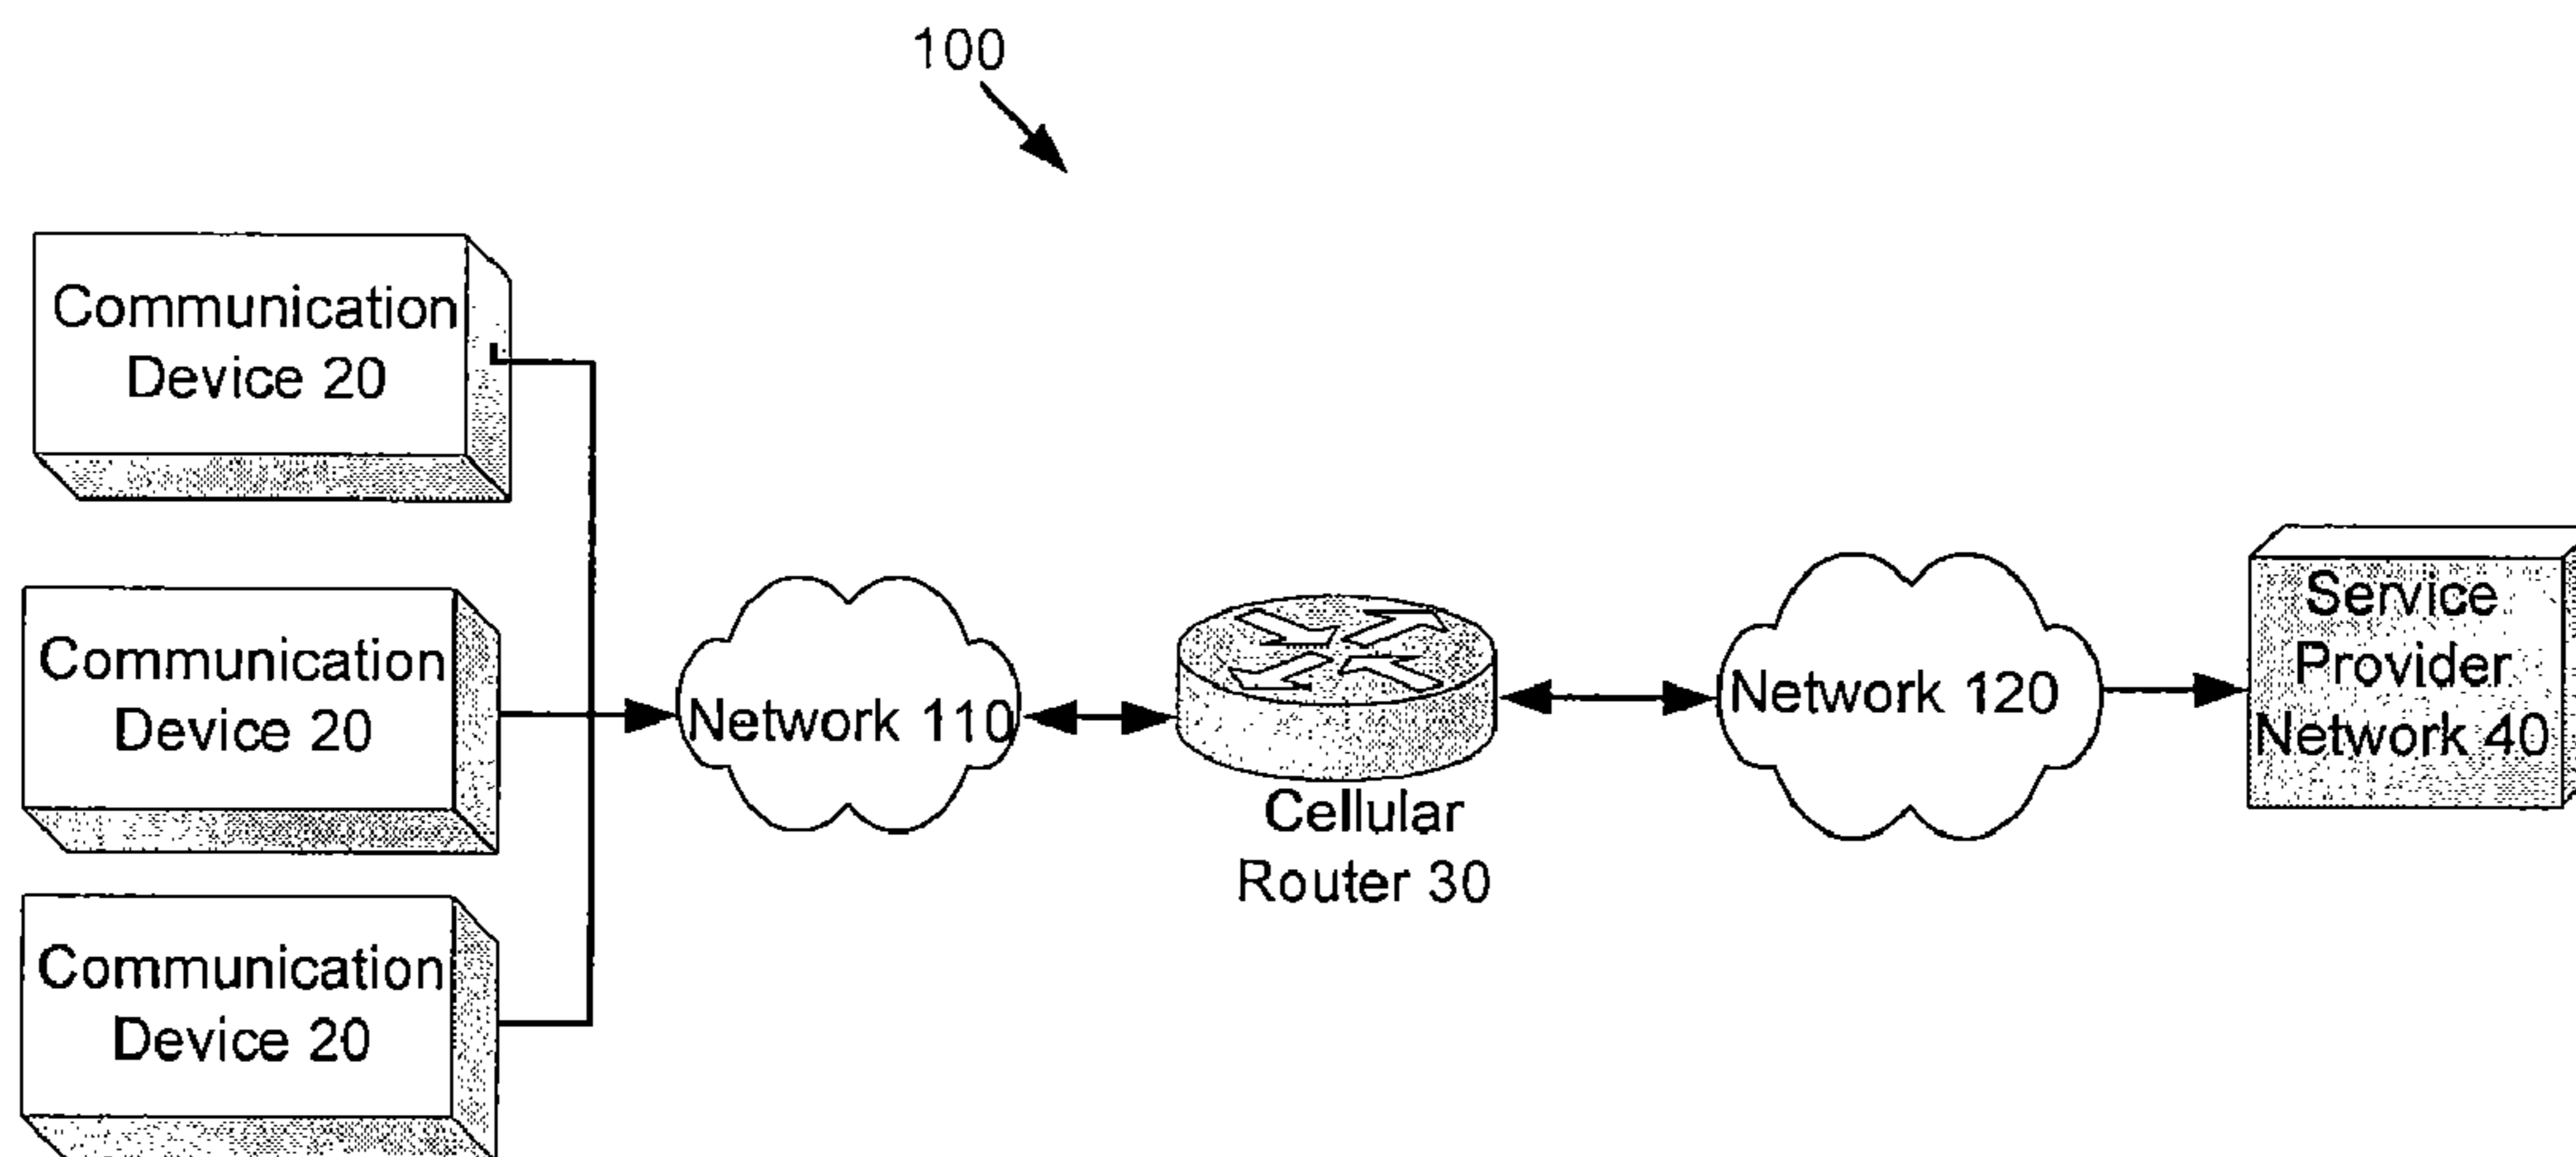 100
Communication
Device 20
Communication
Device 20
Communication
Device 20
Network 110
Cellular
Router 30
Network 120
Service
Provider
Network 40